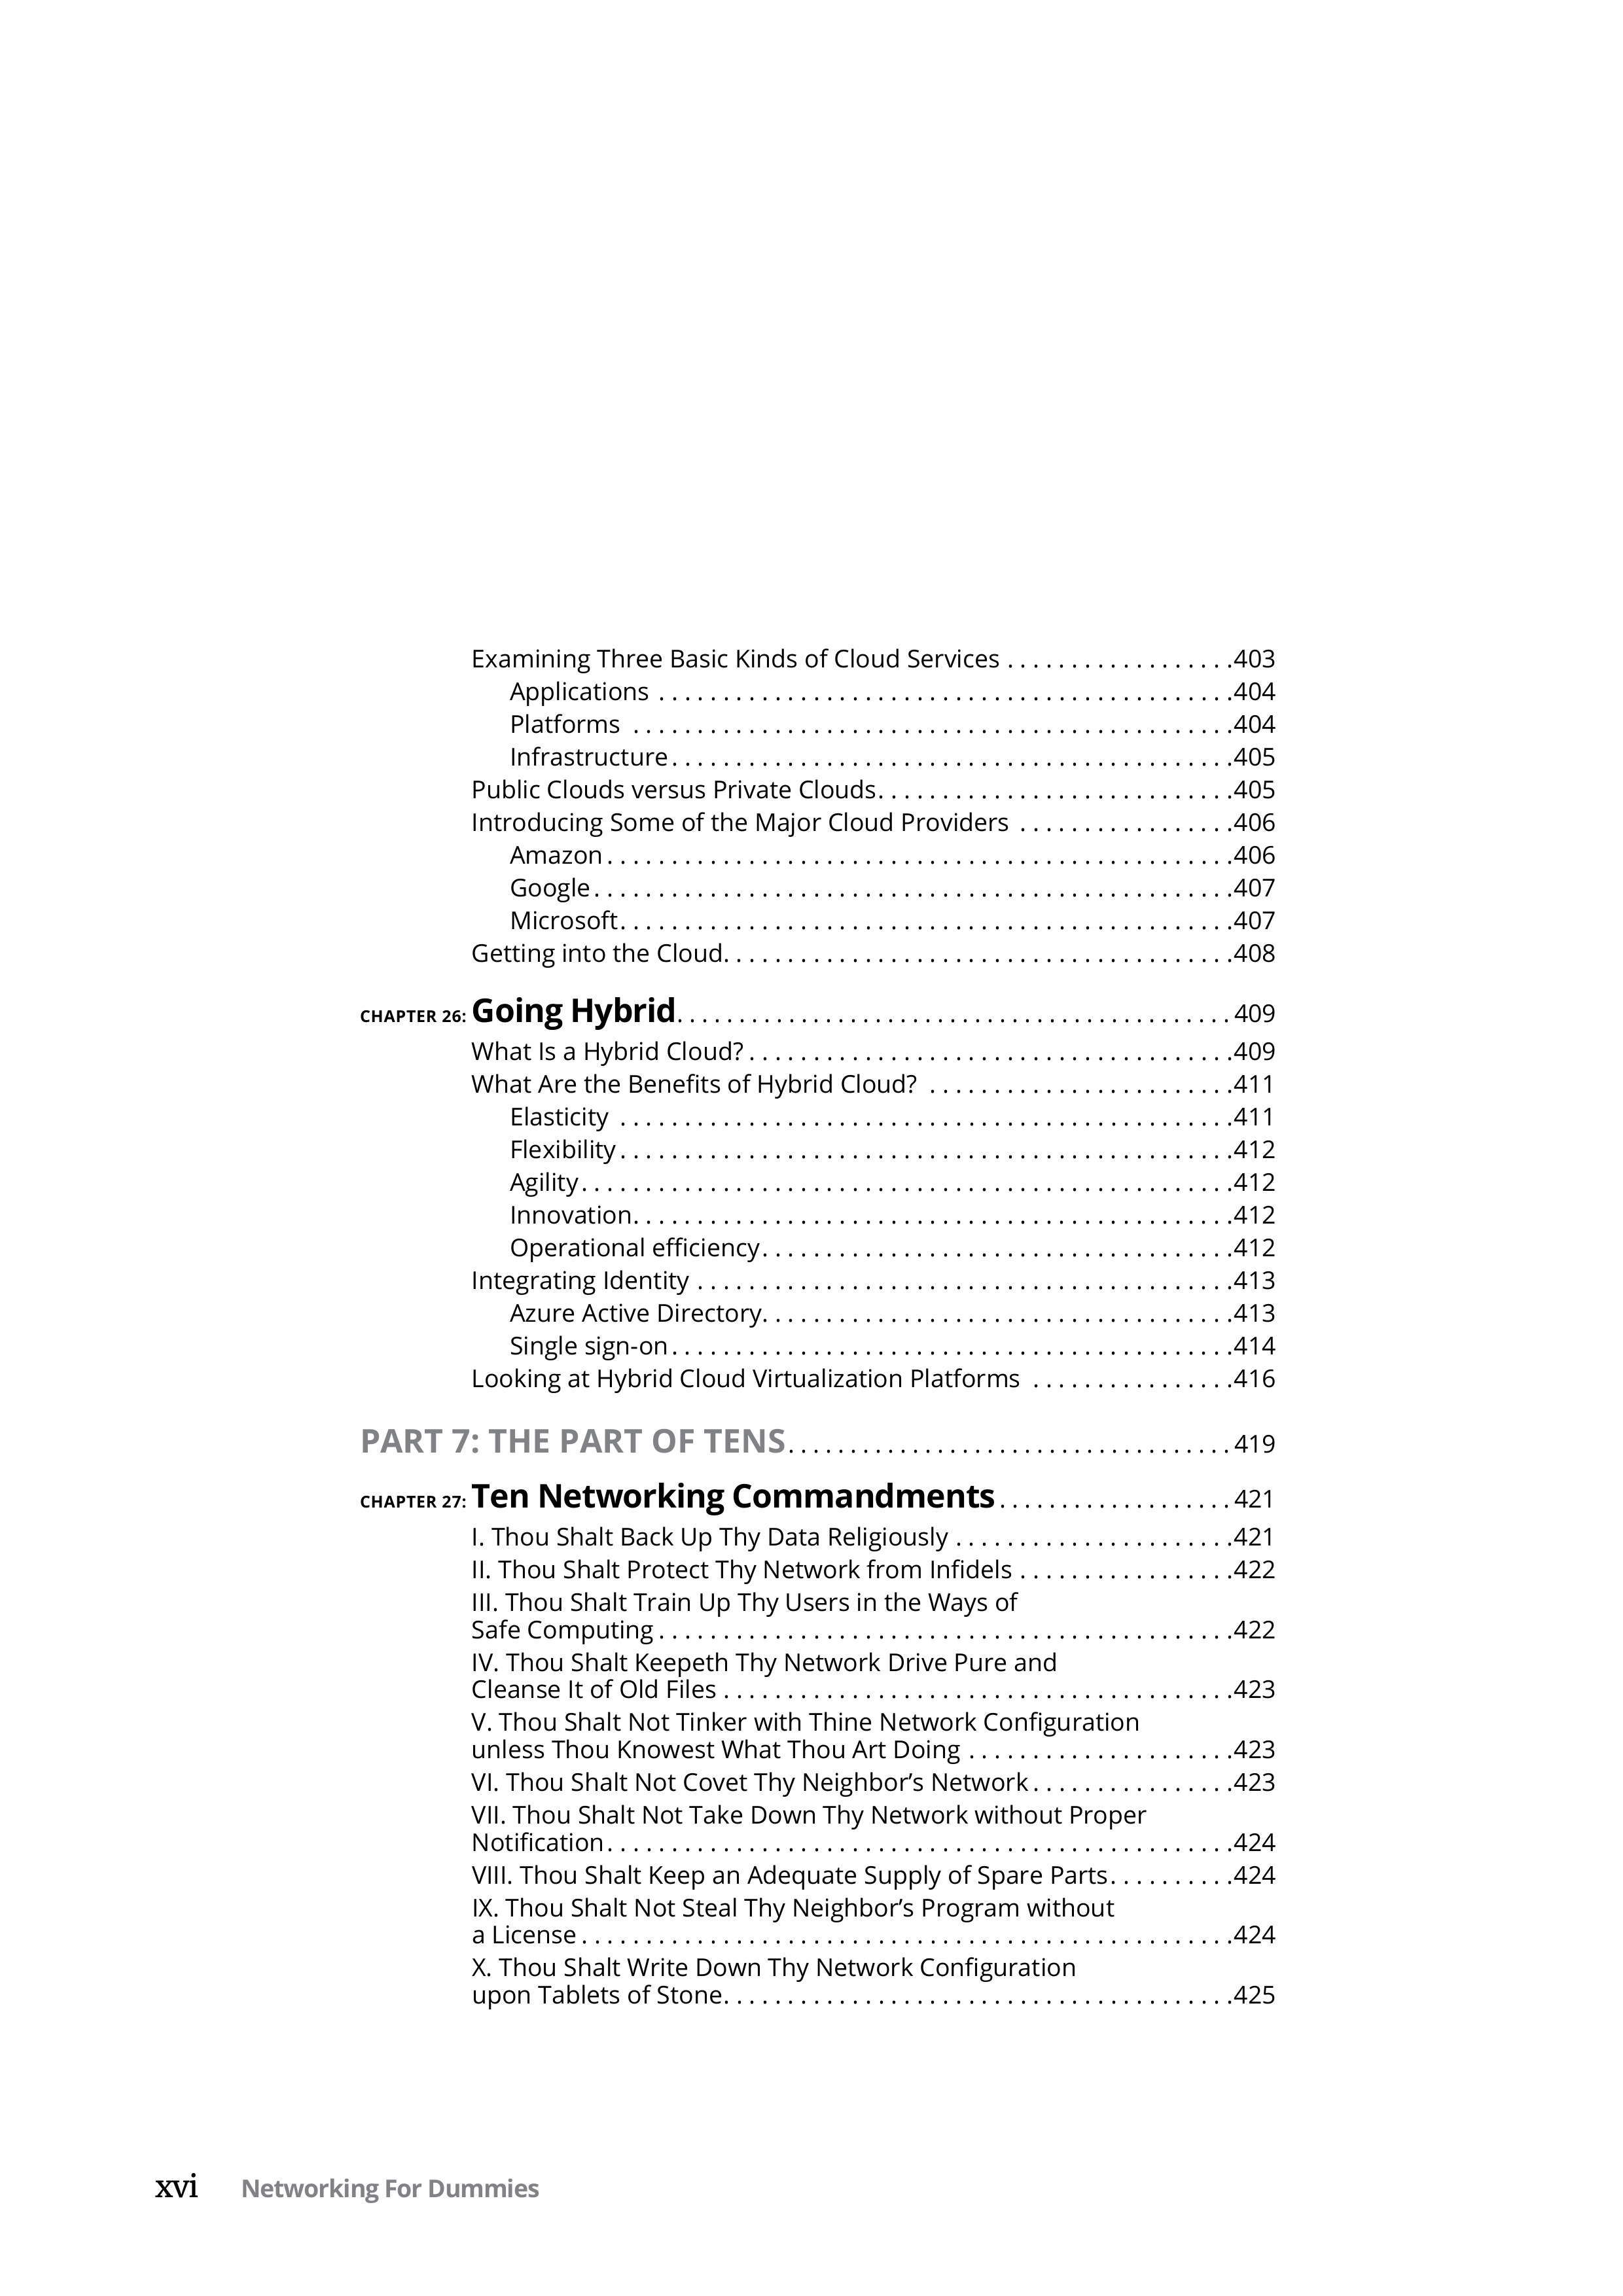 Examining Three Basic Kinds of Cloud Services . . . . . . . . . . . . . . . . . .403
Applications . . . . . . . . . . . . . . . . . . . . . . . . . . . . . . . . . . . . . . . . . . . . .404
Platforms . . . . . . . . . . . . . . . . . . . . . . . . . . . . . . . . . . . . . . . . . . . . . . .404
Infrastructure. . . . . . . . . . . . . . . . . . . . . . . . . . . . . . . . . . . . . . . . . . . .405
Public Clouds versus Private Clouds. . . . . . . . . . . . . . . . . . . . . . . . . . . .405
Introducing Some of the Major Cloud Providers . . . . . . . . . . . . . . . . .406
Amazon. . . . . . . . . . . . . . . . . . . . . . . . . . . . . . . . . . . . . . . . . . . . . . . . .406
Google. . . . . . . . . . . . . . . . . . . . . . . . . . . . . . . . . . . . . . . . . . . . . . . . . .407
Microsoft. . . . . . . . . . . . . . . . . . . . . . . . . . . . . . . . . . . . . . . . . . . . . . . .407
Getting into the Cloud. . . . . . . . . . . . . . . . . . . . . . . . . . . . . . . . . . . . . . . .408
CHAPTER 26: Going Hybrid. . . . . . . . . . . . . . . . . . . . . . . . . . . . . . . . . . . . . . . . . . . . . 409
What Is a Hybrid Cloud? . . . . . . . . . . . . . . . . . . . . . . . . . . . . . . . . . . . . . .409
What Are the Benefits of Hybrid Cloud? . . . . . . . . . . . . . . . . . . . . . . . .411
Elasticity . . . . . . . . . . . . . . . . . . . . . . . . . . . . . . . . . . . . . . . . . . . . . . . .411
Flexibility. . . . . . . . . . . . . . . . . . . . . . . . . . . . . . . . . . . . . . . . . . . . . . . .412
Agility. . . . . . . . . . . . . . . . . . . . . . . . . . . . . . . . . . . . . . . . . . . . . . . . . . .412
Innovation. . . . . . . . . . . . . . . . . . . . . . . . . . . . . . . . . . . . . . . . . . . . . . .412
Operational efficiency. . . . . . . . . . . . . . . . . . . . . . . . . . . . . . . . . . . . .412
Integrating Identity . . . . . . . . . . . . . . . . . . . . . . . . . . . . . . . . . . . . . . . . . .413
Azure Active Directory. . . . . . . . . . . . . . . . . . . . . . . . . . . . . . . . . . . . .413
Single sign-on. . . . . . . . . . . . . . . . . . . . . . . . . . . . . . . . . . . . . . . . . . . .414
Looking at Hybrid Cloud Virtualization Platforms . . . . . . . . . . . . . . . .416
PART 7: THE PART OF TENS. . . . . . . . . . . . . . . . . . . . . . . . . . . . . . . . . . . . 419
CHAPTER 27: Ten Networking Commandments. . . . . . . . . . . . . . . . . . . 421
I. Thou Shalt Back Up Thy Data Religiously . . . . . . . . . . . . . . . . . . . . . .421
II. Thou Shalt Protect Thy Network from Infidels . . . . . . . . . . . . . . . . .422
III. Thou Shalt Train Up Thy Users in the Ways of
Safe Computing . . . . . . . . . . . . . . . . . . . . . . . . . . . . . . . . . . . . . . . . . . . . .422
IV. Thou Shalt Keepeth Thy Network Drive Pure and
Cleanse It of Old Files . . . . . . . . . . . . . . . . . . . . . . . . . . . . . . . . . . . . . . . .423
V. Thou Shalt Not Tinker with Thine Network Configuration
unless Thou Knowest What Thou Art Doing . . . . . . . . . . . . . . . . . . . . .423
VI. Thou Shalt Not Covet Thy Neighbor’s Network. . . . . . . . . . . . . . . .423
VII. Thou Shalt Not Take Down Thy Network without Proper
Notification. . . . . . . . . . . . . . . . . . . . . . . . . . . . . . . . . . . . . . . . . . . . . . . . .424
VIII. Thou Shalt Keep an Adequate Supply of Spare Parts. . . . . . . . . .424
IX. Thou Shalt Not Steal Thy Neighbor’s Program without
a License . . . . . . . . . . . . . . . . . . . . . . . . . . . . . . . . . . . . . . . . . . . . . . . . . . .424
X. Thou Shalt Write Down Thy Network Configuration
upon Tablets of Stone. . . . . . . . . . . . . . . . . . . . . . . . . . . . . . . . . . . . . . . .425
xvi Networking For Dummies